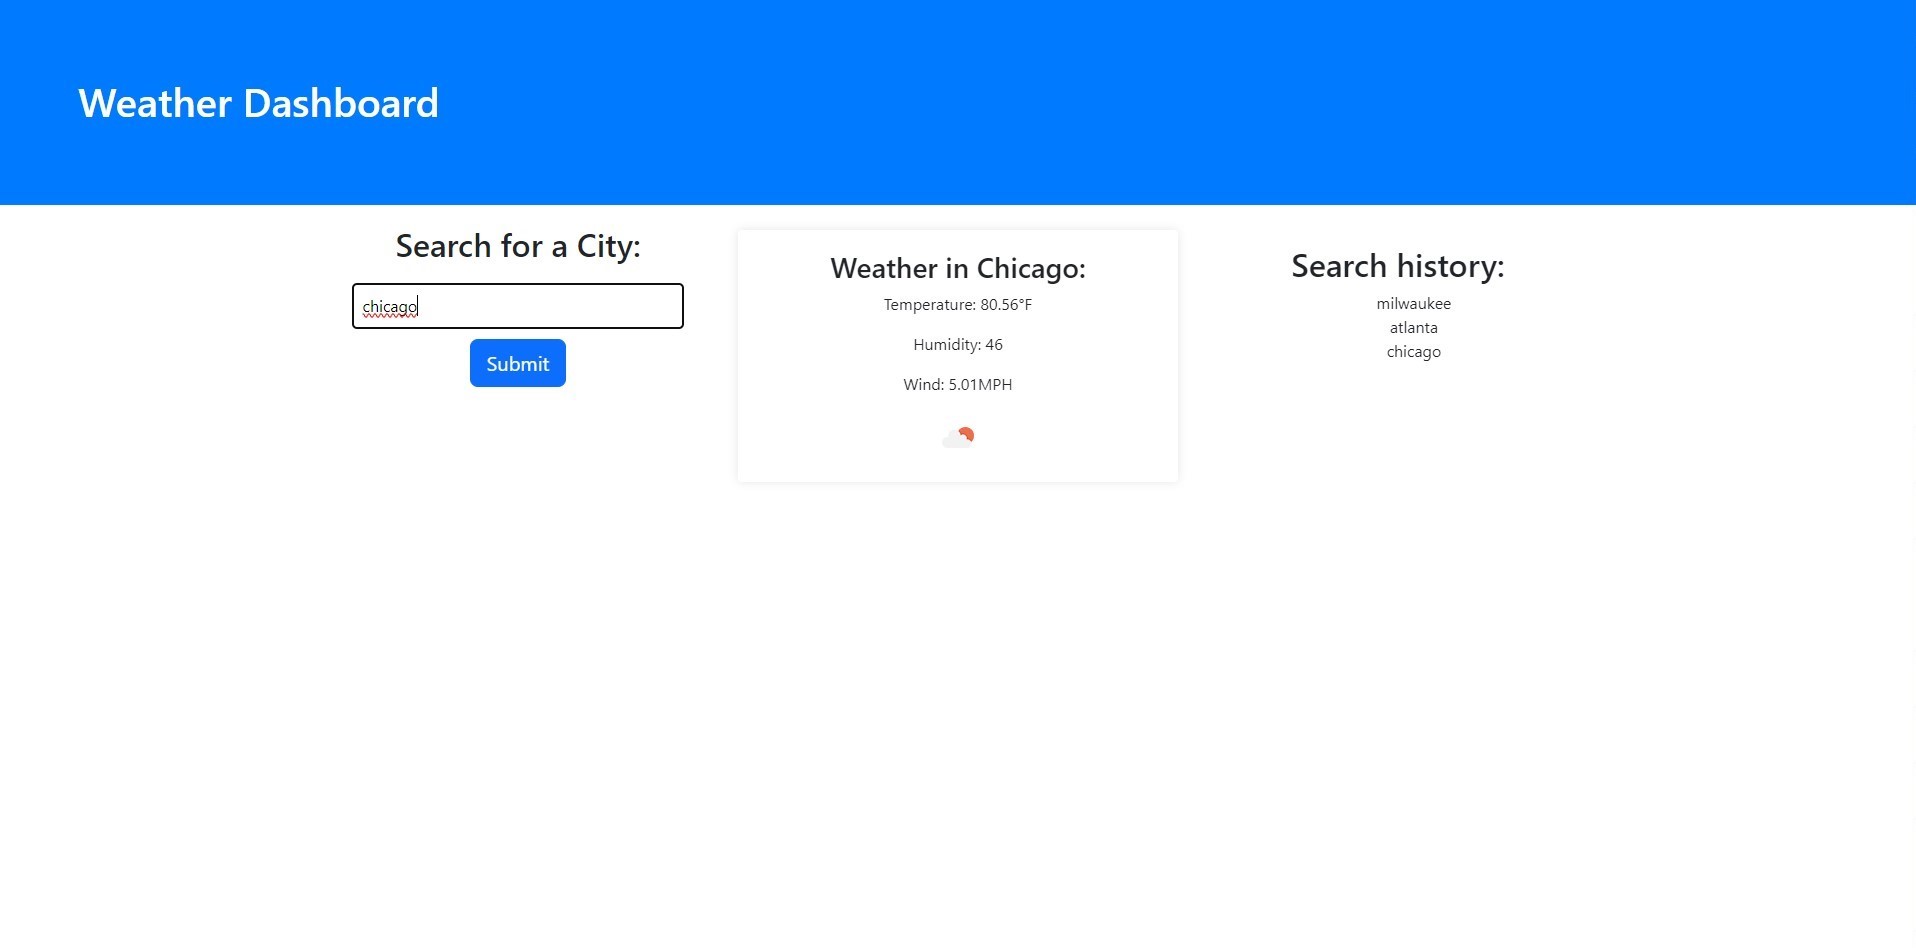 Weather Dashboard
Search for a City:
chicago
Submit
Weather in Chicago:
Temperature: 80.56°F
Humidity: 46
Wind: 5.01MPH
Search history:
milwaukee
atlanta
chicago